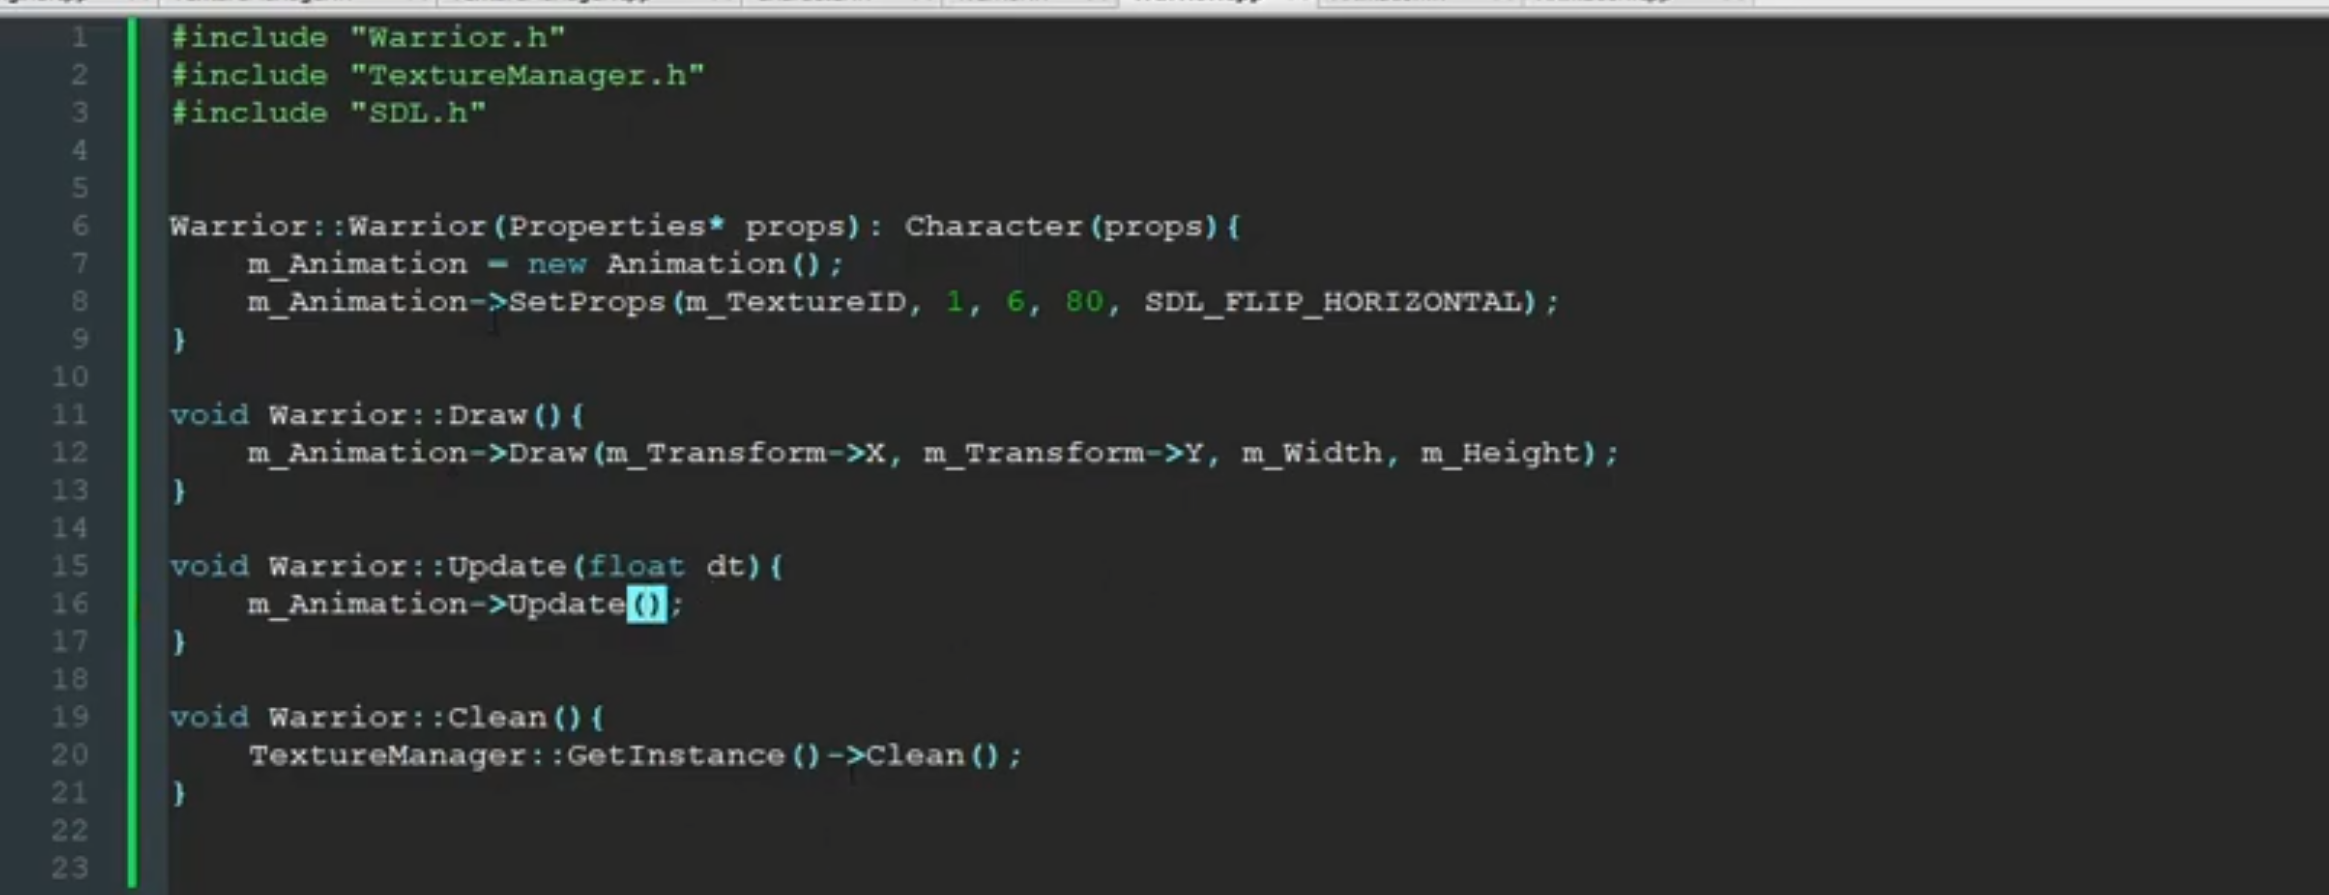 1 #include "Warrior.h"
2 #include "TextureManager.h"
3 #include "SDL.h"
4
5
6 Warrior::Warrior(Properties* props): Character(props){
7     m_Animation = new Animation();
8     m_Animation->SetProps(m_TextureID, 1, 6, 80, SDL_FLIP_HORIZONTAL);
9 }
10
11 void Warrior::Draw(){
12     m_Animation->Draw(m_Transform->X, m_Transform->Y, m_Width, m_Height);
13 }
14
15 void Warrior::Update(float dt){
16     m_Animation->Update();
17 }
18
19 void Warrior::Clean(){
20     TextureManager::GetInstance()->Clean();
21 }
22
23